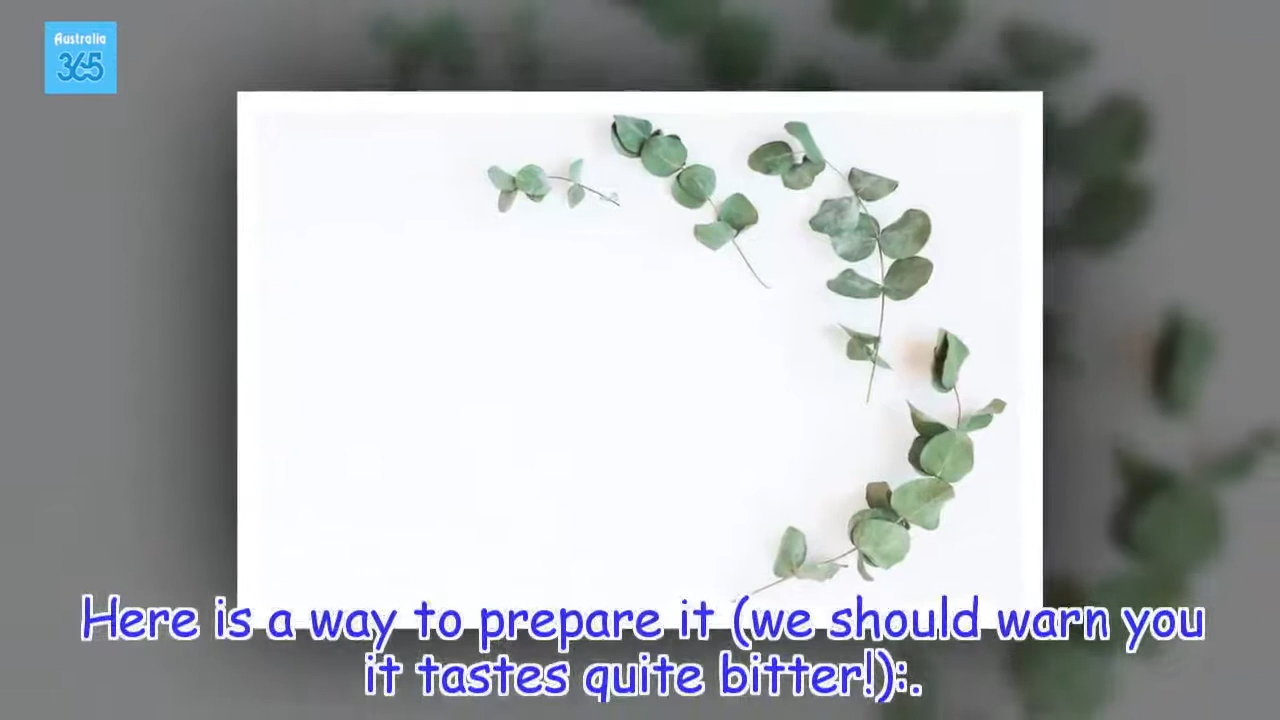 Australia
365
Here is a way to prepare it (we should warn you
it tastes quite bitter!):.